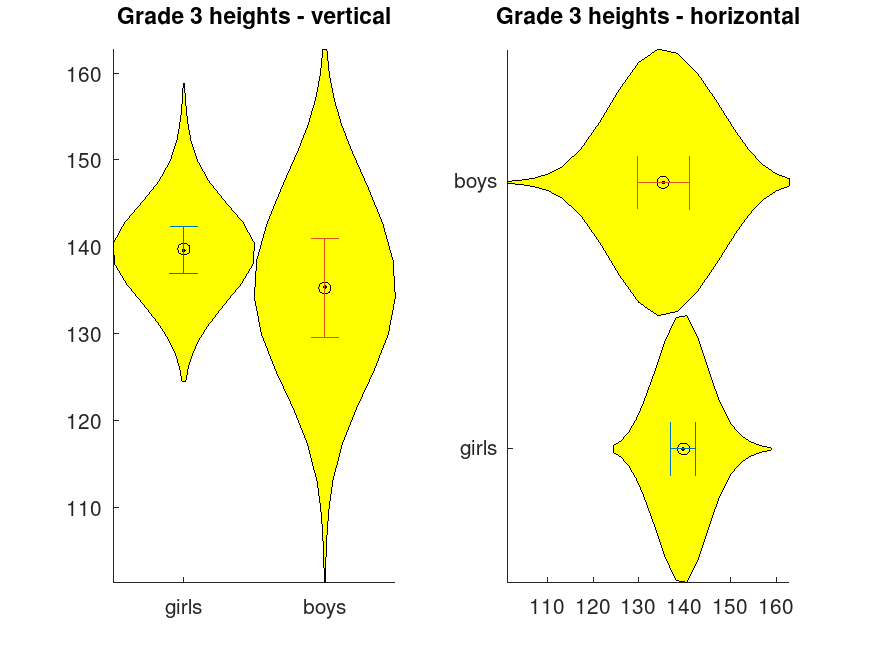 Grade 3 heights - vertical
160
150
140
130
120
110
girls boys
Grade 3 heights - horizontal
boys
girls
110 120 130 140 150 160